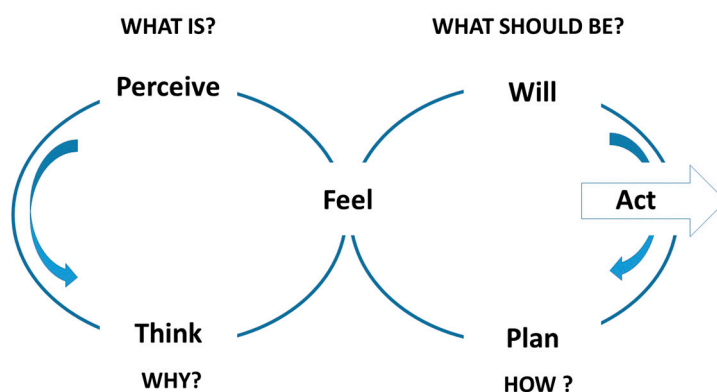 WHAT IS?
WHAT SHOULD BE?
Perceive
Will
Feel
Act
Think
Plan
WHY?
HOW ?